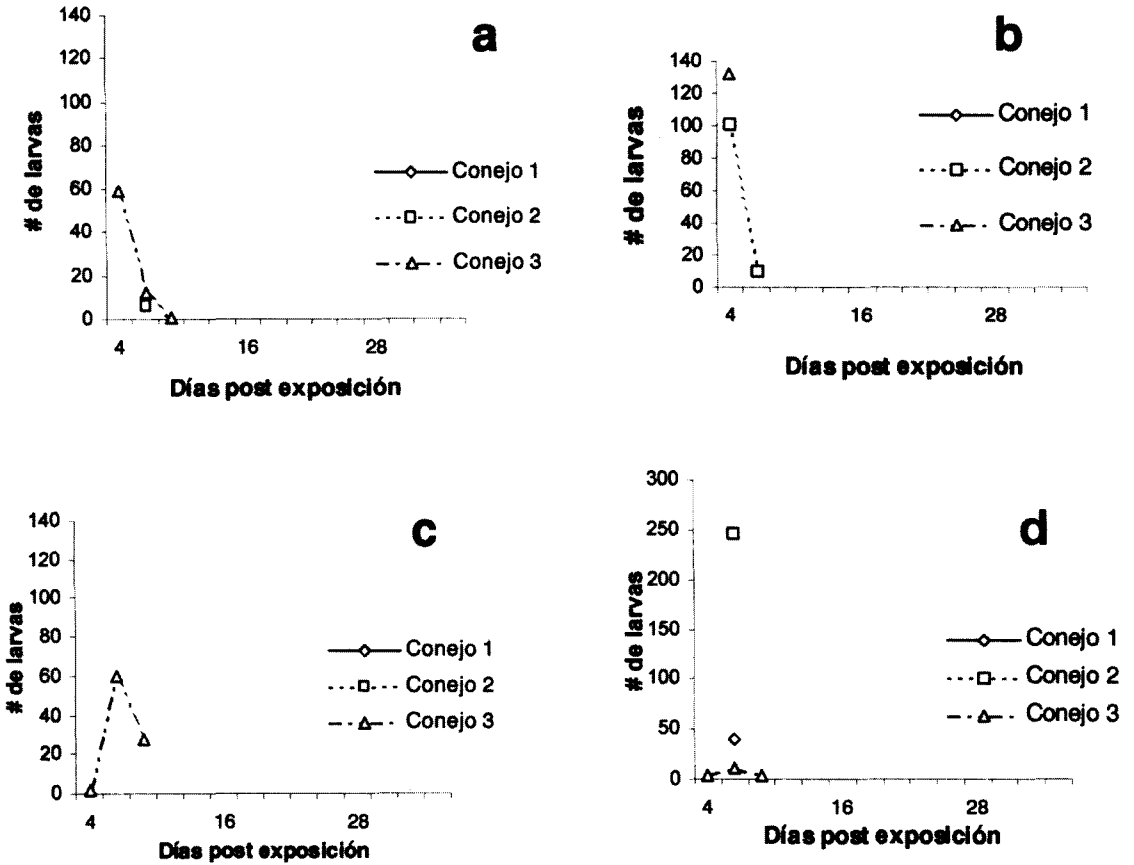 a
140
120
100
80
60
40
20
0
# de larvas
Conejo 1
Conejo 2
Conejo 3
4 16 28
Días post exposición
b
140
120
100
80
60
40
20
0
# de larvas
Conejo 1
Conejo 2
Conejo 3
4 16 28
Días post exposición
c
140
120
100
80
60
40
20
0
# de larvas
Conejo 1
Conejo 2
Conejo 3
4 16 28
Días post exposición
d
300
250
200
150
100
50
0
# de larvas
Conejo 1
Conejo 2
Conejo 3
4 16 28
Días post exposición